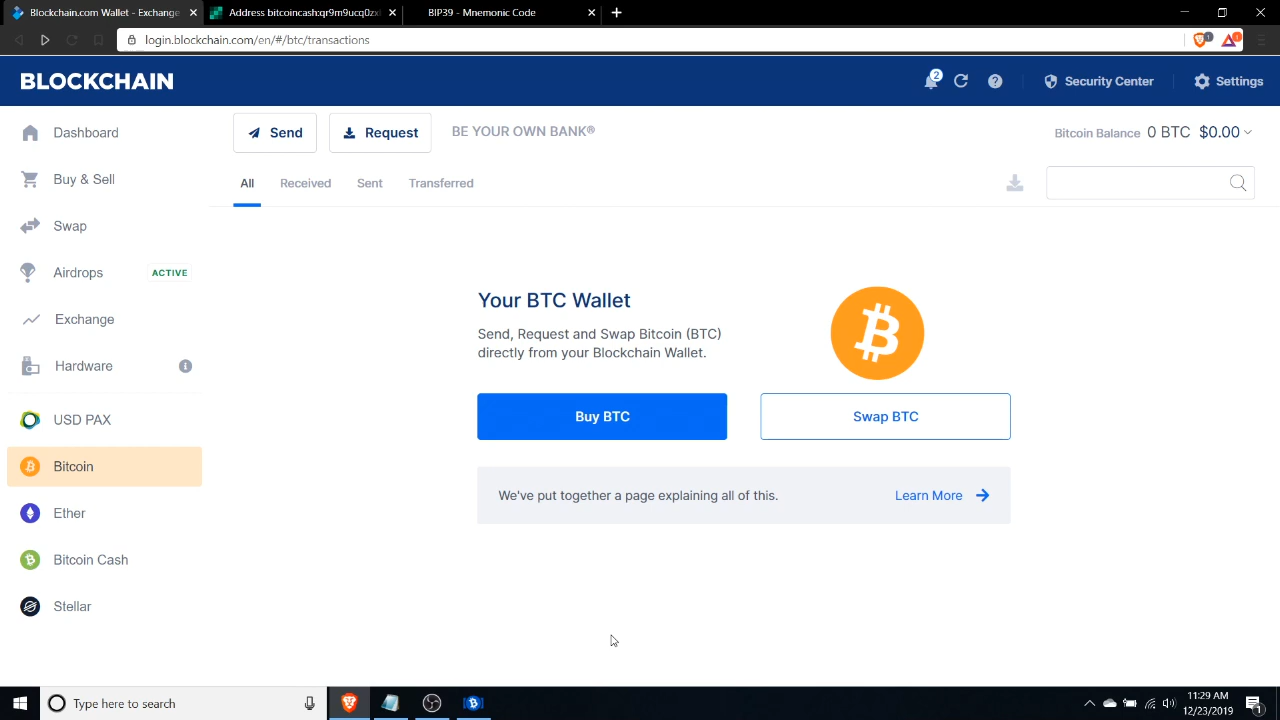 Blockchain.com Wallet - Exchange
Address bitcoincash:qr9m9ucq0zx
BIP39 - Mnemonic Code
login.blockchain.com/en/#/btc/transactions
1
1
BLOCKCHAIN
2
Security Center
Settings
Dashboard
Buy & Sell
Swap
Airdrops
ACTIVE
Exchange
Hardware
USD PAX
Bitcoin
Ether
Bitcoin Cash
Stellar
Send
Request
BE YOUR OWN BANK®
Bitcoin Balance 0 BTC $0.00
All
Received
Sent
Transferred
Your BTC Wallet
Send, Request and Swap Bitcoin (BTC)
directly from your Blockchain Wallet.
Buy BTC
Swap BTC
We've put together a page explaining all of this.
Learn More
Type here to search
11:29 AM
12/23/2019
1